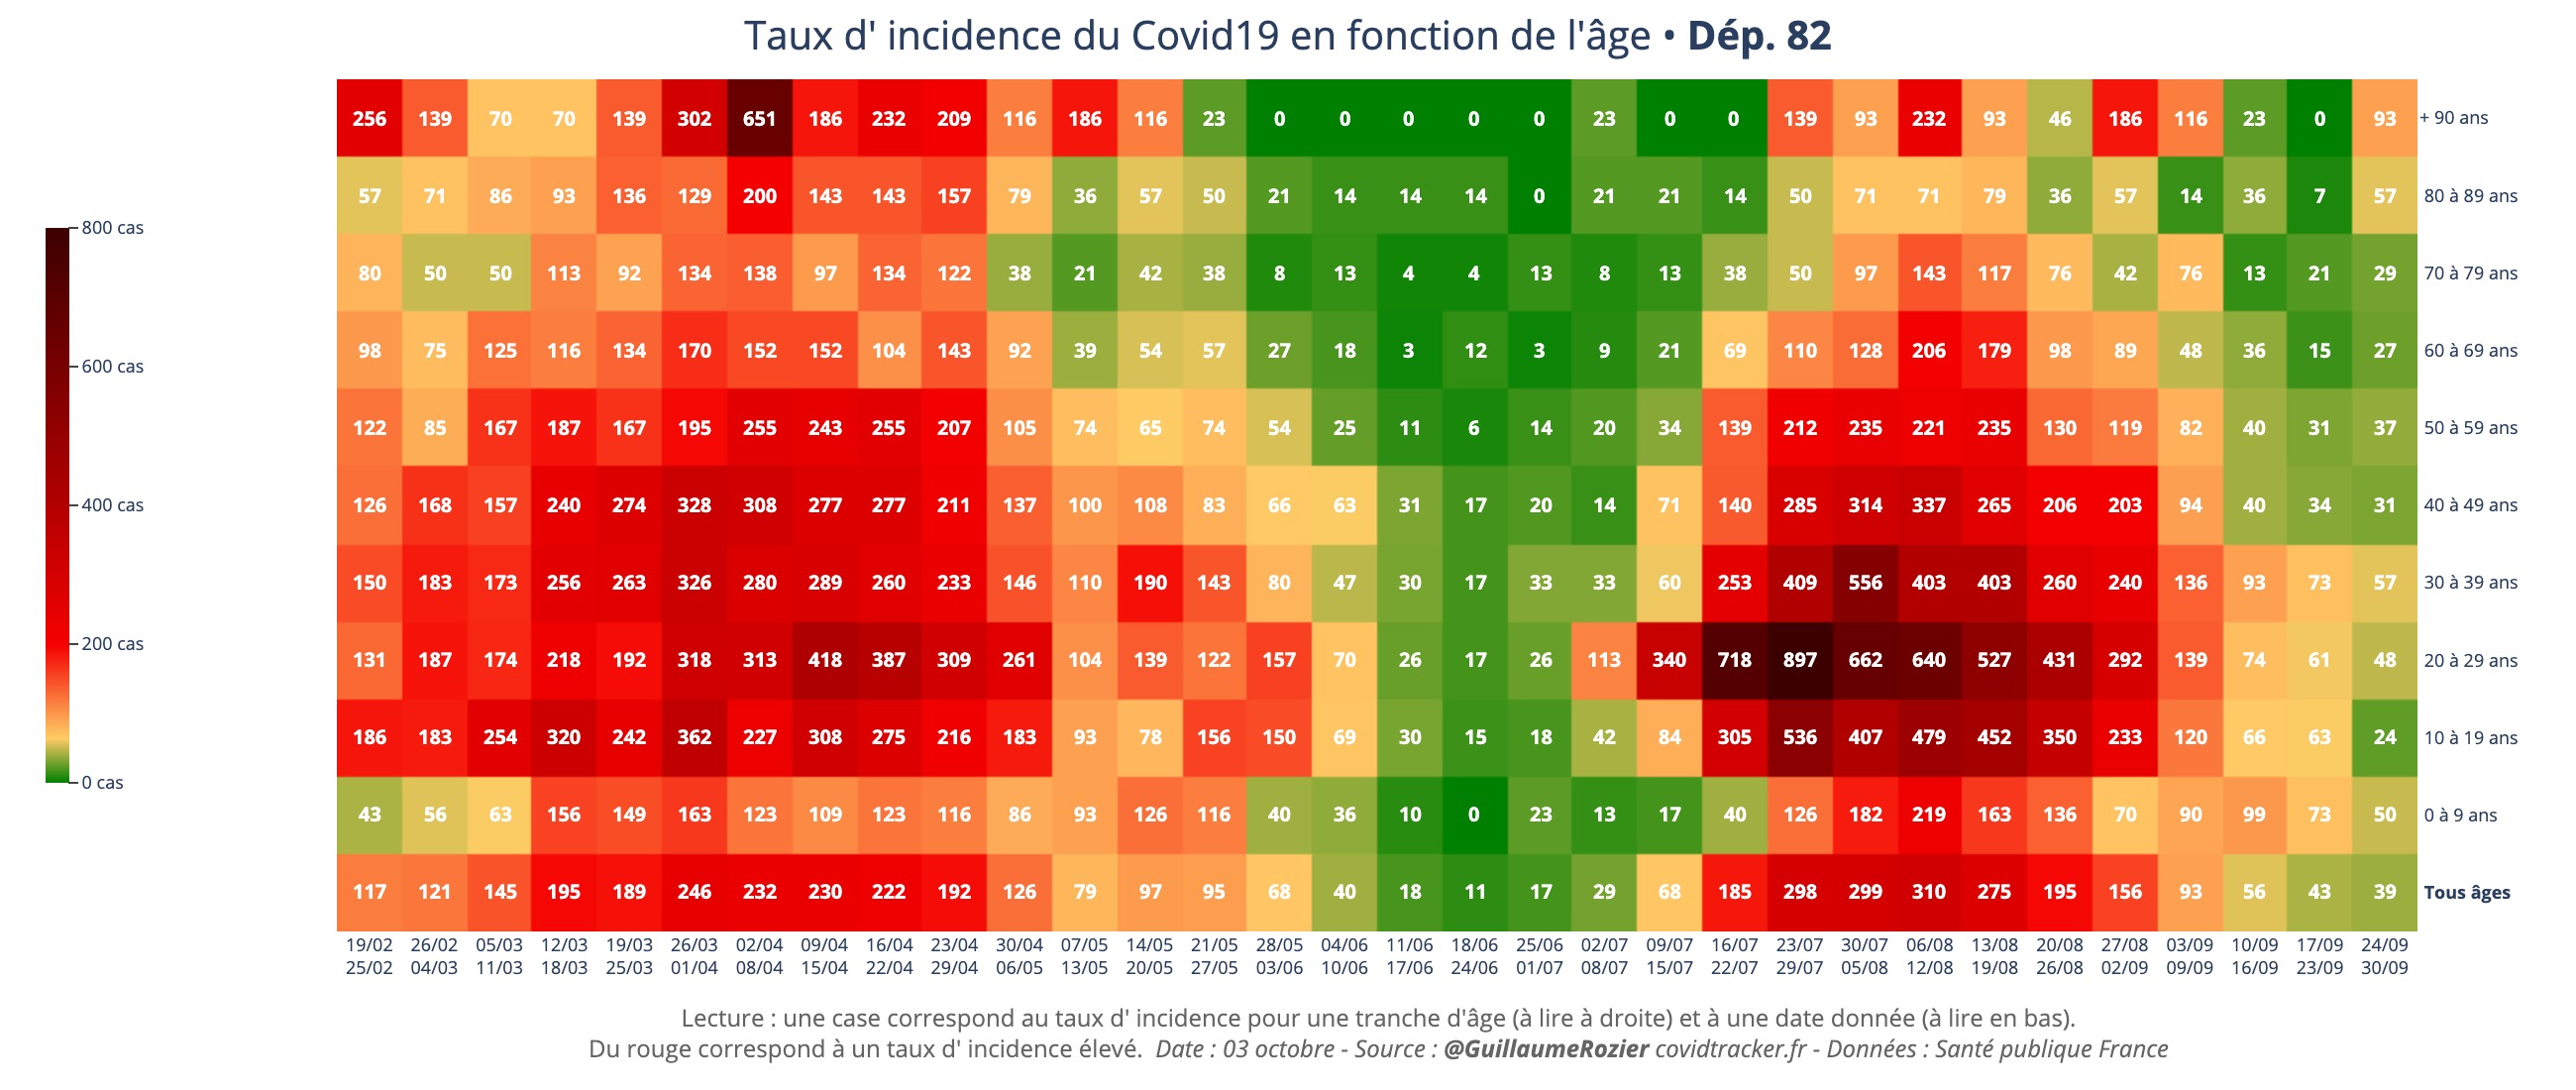 Taux d' incidence du Covid19 en fonction de l'âge • Dép. 82
800 cas
600 cas
400 cas
200 cas
0 cas
256 139 70 70 139 302 651 186 232 209 116 186 116 23 0 0 0 0 0 23 0 0 139 93 232 93 46 186 116 23 0 93 + 90 ans
57 71 86 93 136 129 200 143 143 157 79 36 57 50 21 14 14 14 0 21 21 14 50 71 71 79 36 57 14 36 7 57 80 à 89 ans
80 50 50 113 92 134 138 97 134 122 38 21 42 38 8 13 4 4 13 8 13 38 50 97 143 117 76 42 76 13 21 29 70 à 79 ans
98 75 125 116 134 170 152 152 104 143 92 39 54 57 27 18 3 12 3 9 21 69 110 128 206 179 98 89 48 36 15 27 60 à 69 ans
122 85 167 187 167 195 255 243 255 207 105 74 65 74 54 25 11 6 14 20 34 139 212 235 221 235 130 119 82 40 31 37 50 à 59 ans
126 168 157 240 274 328 308 277 277 211 137 100 108 83 66 63 31 17 20 14 71 140 285 314 337 265 206 203 94 40 34 31 40 à 49 ans
150 183 173 256 263 326 280 289 260 233 146 110 190 143 80 47 30 17 33 33 60 253 409 556 403 403 260 240 136 93 73 57 30 à 39 ans
131 187 174 218 192 318 313 418 387 309 261 104 139 122 157 70 26 17 26 113 340 718 897 662 640 527 431 292 139 74 61 48 20 à 29 ans
186 183 254 320 242 362 227 308 275 216 183 93 78 156 150 69 30 15 18 42 84 305 536 407 479 452 350 233 120 66 63 24 10 à 19 ans
43 56 63 156 149 163 123 109 123 116 86 93 126 116 40 36 10 0 23 13 17 40 126 182 219 163 136 70 90 99 73 50 0 à 9 ans
117 121 145 195 189 246 232 230 222 192 126 79 97 95 68 40 18 11 17 29 68 185 298 299 310 275 195 156 93 56 43 39 Tous âges
19/02 26/02 05/03 12/03 19/03 26/03 02/04 09/04 16/04 23/04 30/04 07/05 14/05 21/05 28/05 04/06 11/06 18/06 25/06 02/07 09/07 16/07 23/07 30/07 06/08 13/08 20/08 27/08 03/09 10/09 17/09 24/09
25/02 04/03 11/03 18/03 25/03 01/04 08/04 15/04 22/04 29/04 06/05 13/05 20/05 27/05 03/06 10/06 17/06 24/06 01/07 08/07 15/07 22/07 29/07 05/08 12/08 19/08 26/08 02/09 09/09 16/09 23/09 30/09
Lecture : une case correspond au taux d' incidence pour une tranche d'âge (à lire à droite) et à une date donnée (à lire en bas).
Du rouge correspond à un taux d' incidence élevé. Date : 03 octobre - Source : @GuillaumeRozier covidtracker.fr - Données : Santé publique France